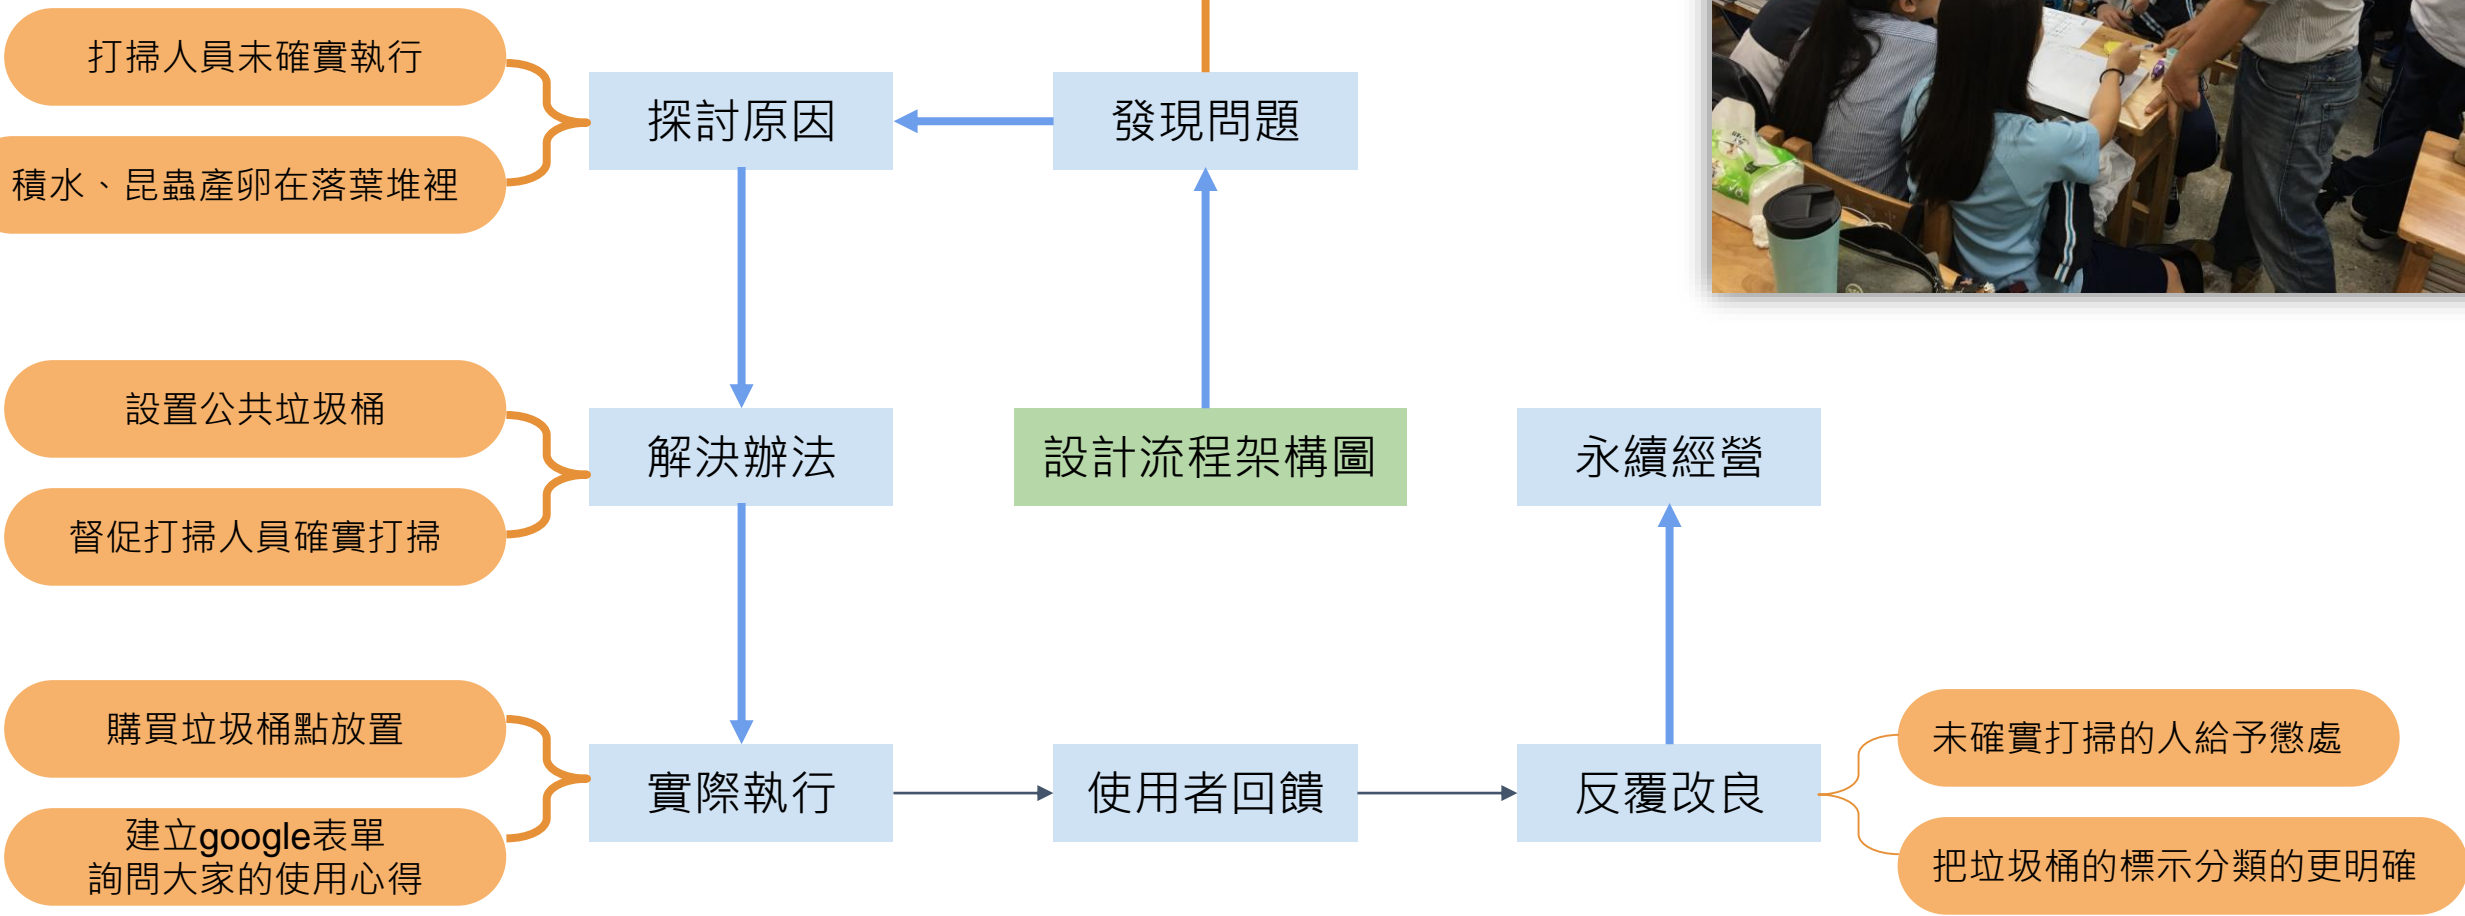 打掃人員未確實執行
積水、昆蟲產卵在落葉堆裡
探討原因
發現問題
設置公共垃圾桶
督促打掃人員確實打掃
解決辦法
設計流程架構圖
永續經營
購買垃圾桶點放置
建立google表單
詢問大家的使用心得
實際執行
使用者回饋
反覆改良
未確實打掃的人給予懲處
把垃圾桶的標示分類的更明確